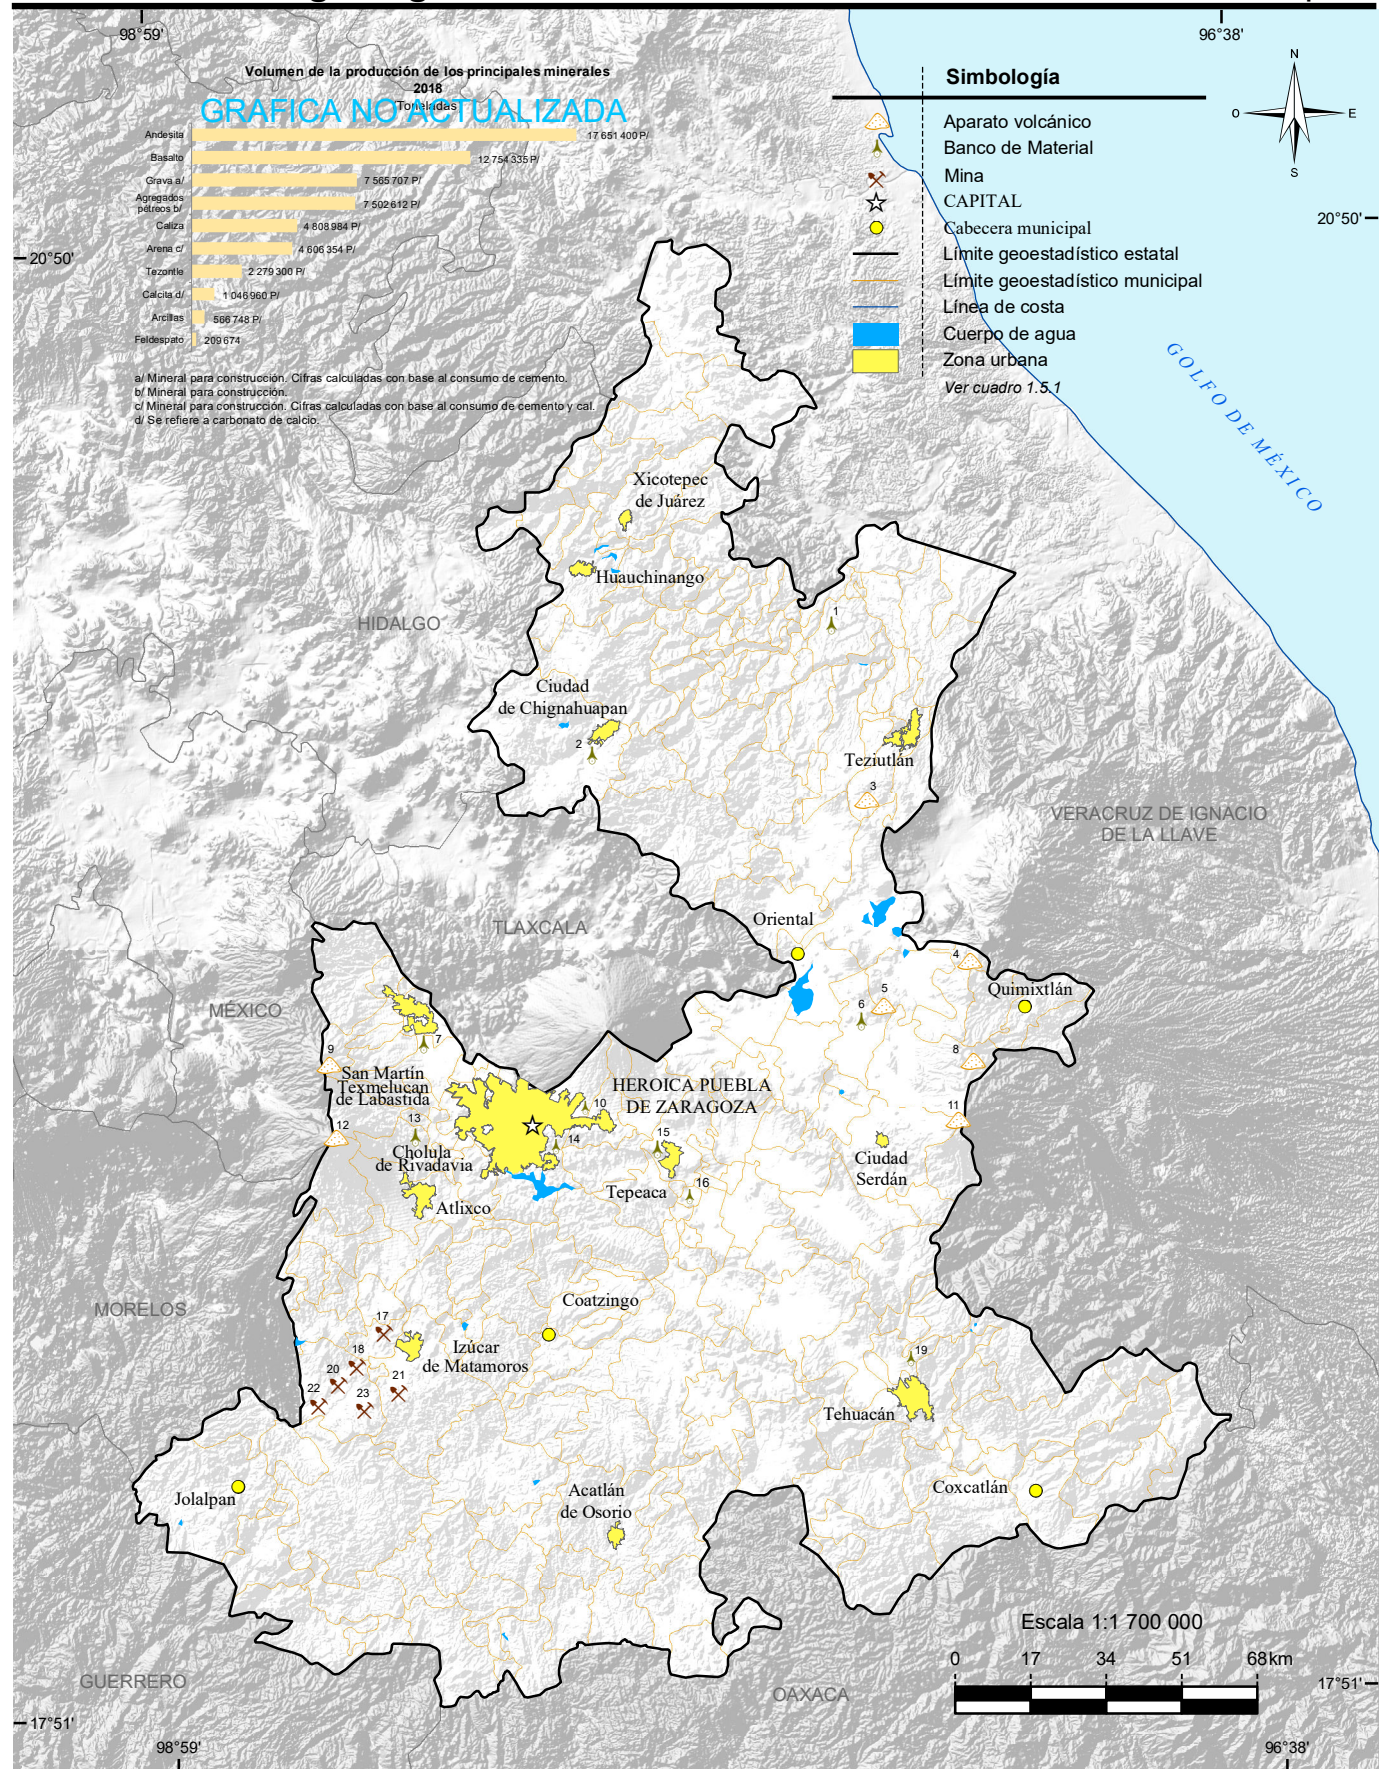 98°59'
96°38'
Volumen de la producción de los principales minerales
2018
Toneladas
GRAFICA NO ACTUALIZADA
Andesita 17 651 400 P/
Basalto 12 754 335 P/
Grava a/ 7 565 707 P/
Agregados
pétreos b/ 7 502 612 P/
Caliza 4 808 984 P/
Arena c/ 4 606 354 P/
Tezontle 2 279 300 P/
Calcita d/ 1 046 960 P/
Arcillas 566 748 P/
Feldespato 209 674
a/ Mineral para construcción. Cifras calculadas con base al consumo de cemento.
b/ Mineral para construcción.
c/ Mineral para construcción. Cifras calculadas con base al consumo de cemento y cal.
d/ Se refiere a carbonato de calcio.
Simbología
Aparato volcánico
Banco de Material
Mina
CAPITAL
Cabecera municipal
Límite geoestadístico estatal
Límite geoestadístico municipal
Línea de costa
Cuerpo de agua
Zona urbana
Ver cuadro 1.5.1
N
O
E
S
20°50'
20°50'
GOLFO DE MÉXICO
Xicotepec
de Juárez
Huauchinango
HIDALGO
1
Ciudad
de Chignahuapan
2
Teziutlán
3
VERACRUZ DE IGNACIO
DE LA LLAVE
TLAXCALA
Oriental
4
Quimixtlán
5
6
MÉXICO
7
8
9
San Martín
Texmelucan
de Labastida
HEROICA PUEBLA
DE ZARAGOZA
10
11
12
13
14
15
Cholula
de Rivadavia
Ciudad
Serdán
Tepeaca
16
Atlixco
MORELOS
Coatzingo
17
Izúcar
de Matamoros
18
19
20
21
22
23
Tehuacán
Jolalpan
Acatlán
de Osorio
Coxcatlán
Escala 1:1 700 000
0 17 34 51 68 km
GUERRERO
OAXACA
17°51'
17°51'
98°59'
96°38'